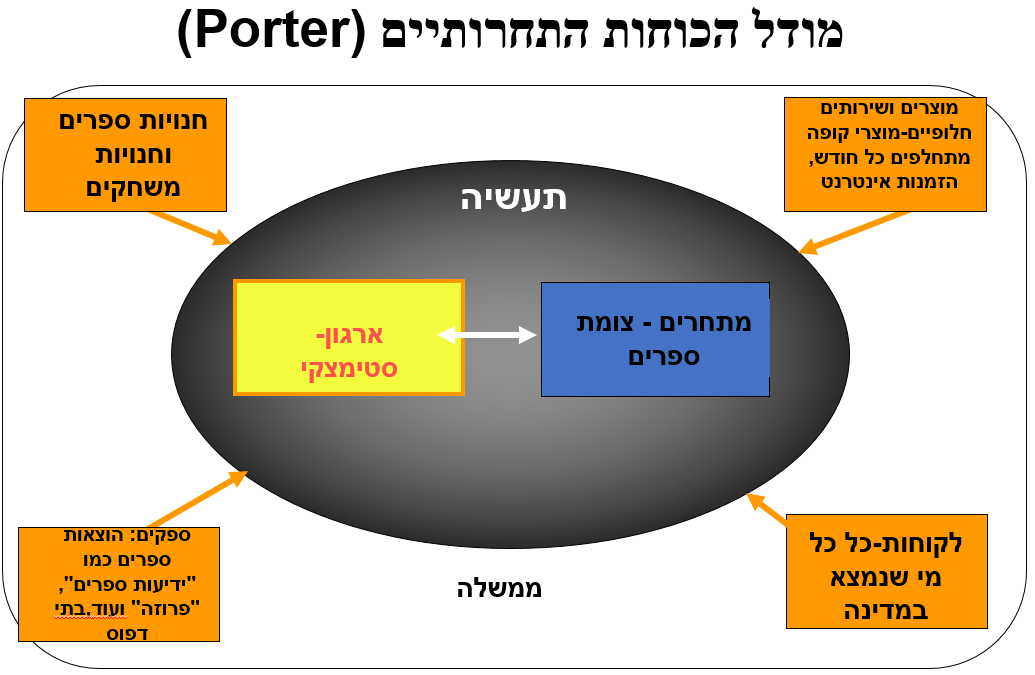 מודל הכוחות התחרותיים (Porter)
מוצרים ושירותים
חלופיים-מוצרי קופה
מתחלפים כל חודש,
הזמנות אינטרנט
חנויות ספרים
וחנויות
משחקים
תעשיה
מתחרים - צומת
ספרים
ארגון-
סטימצקי
לקוחות-כל כל
מי שנמצא
במדינה
ספקים: הוצאות
ספרים כמו
"ידיעות ספרים",
"פרוזה" ועוד.בתי
דפוס
ממשלה